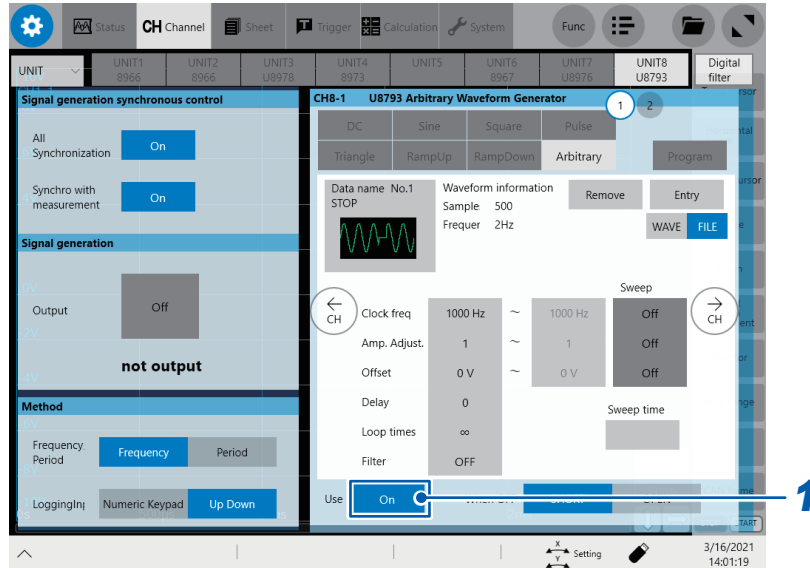 Status CH Channel Sheet Trigger Calculation System Func
UNIT
UNIT1 UNIT2 UNIT3 UNIT4 UNIT5 UNIT6 UNIT7 UNIT8 Digital
8966 8966 U8978 8973 8967 U8976 U8793 filter
Signal generation synchronous control
All
Synchronization
On
Synchro with
measurement
On
Signal generation
Output
Off
not output
Method
Frequency.
Period
Frequency Period
Numeric Keypad Up Down
CH8-1 U8793 Arbitrary Waveform Generator
1 2
DC Sine Square Pulse
Triangle RampUp RampDown Arbitrary Program
Data name No.1
STOP
Waveform information
Sample 500
Frequer 2Hz
Remove Entry
WAVE FILE
Sweep
← CH
→ CH
Clock freq 1000 Hz ~ 1000 Hz Off
Amp. Adjust. 1 ~ 1 Off
Offset 0 V ~ 0 V Off
Delay 0
Sweep time
Loop times ∞
Filter OFF
Use On
1
X
Y
Setting
3/16/2021
14:01:19